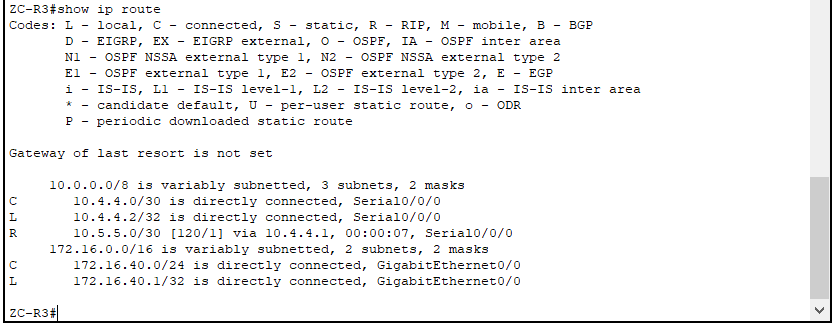 ZC-R3#show ip route
Codes: L - local, C - connected, S - static, R - RIP, M - mobile, B - BGP
D - EIGRP, EX - EIGRP external, O - OSPF, IA - OSPF inter area
N1 - OSPF NSSA external type 1, N2 - OSPF NSSA external type 2
E1 - OSPF external type 1, E2 - OSPF external type 2, E - EGP
i - IS-IS, L1 - IS-IS level-1, L2 - IS-IS level-2, ia - IS-IS inter area
* - candidate default, U - per-user static route, o - ODR
P - periodic downloaded static route
Gateway of last resort is not set
10.0.0.0/8 is variably subnetted, 3 subnets, 2 masks
C 10.4.4.0/30 is directly connected, Serial0/0/0
L 10.4.4.2/32 is directly connected, Serial0/0/0
R 10.5.5.0/30 [120/1] via 10.4.4.1, 00:00:07, Serial0/0/0
172.16.0.0/16 is variably subnetted, 2 subnets, 2 masks
C 172.16.40.0/24 is directly connected, GigabitEthernet0/0
L 172.16.40.1/32 is directly connected, GigabitEthernet0/0
ZC-R3#